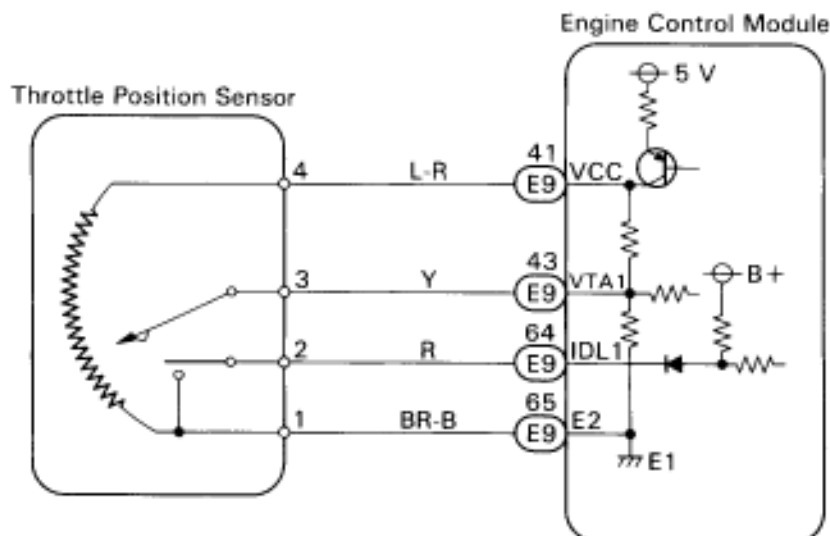 Engine Control Module
Throttle Position Sensor
5 V
4 L-R 41 E9 VCC
3 Y 43 E9 VTA1
B+
2 R 64 E9 IDL1
1 BR-B 65 E9 E2
E1